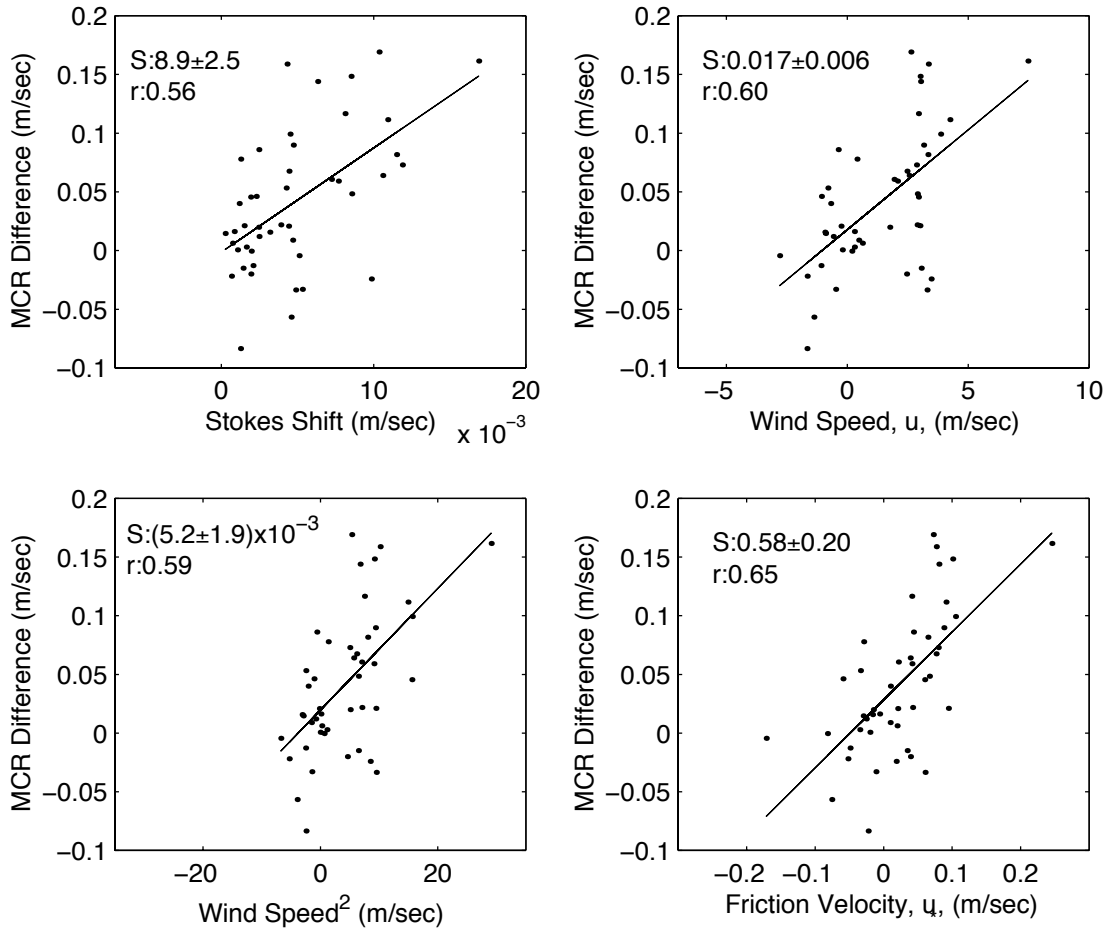 0.2
0.15
0.1
0.05
0
−0.05
−0.1
MCR Difference (m/sec)
S:8.9±2.5
r:0.56
0 10 20
Stokes Shift (m/sec)
x 10−3
0.2
0.15
0.1
0.05
0
−0.05
−0.1
MCR Difference (m/sec)
S:0.017±0.006
r:0.60
−5 0 5 10
Wind Speed, u, (m/sec)
0.2
0.15
0.1
0.05
0
−0.05
−0.1
MCR Difference (m/sec)
S:(5.2±1.9)x10−3
r:0.59
−20 0 20
Wind Speed2 (m/sec)
0.2
0.15
0.1
0.05
0
−0.05
−0.1
MCR Difference (m/sec)
S:0.58±0.20
r:0.65
−0.2 −0.1 0 0.1 0.2
Friction Velocity, u*, (m/sec)